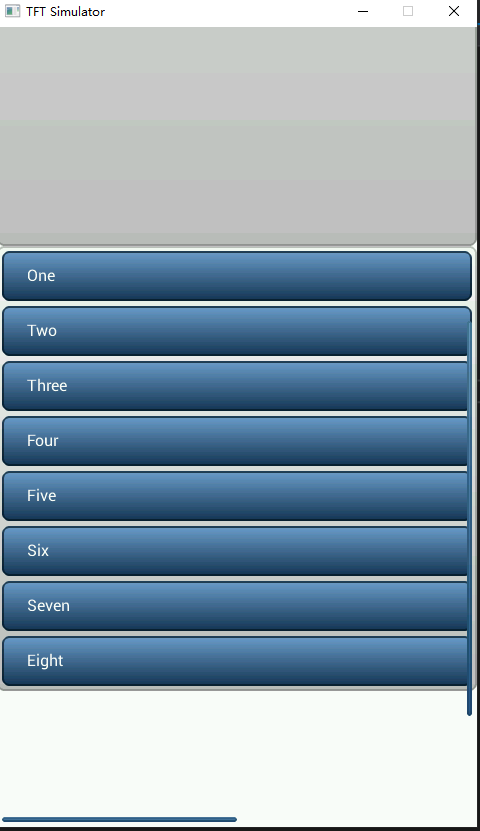 TFT Simulator
One
Two
Three
Four
Five
Six
Seven
Eight